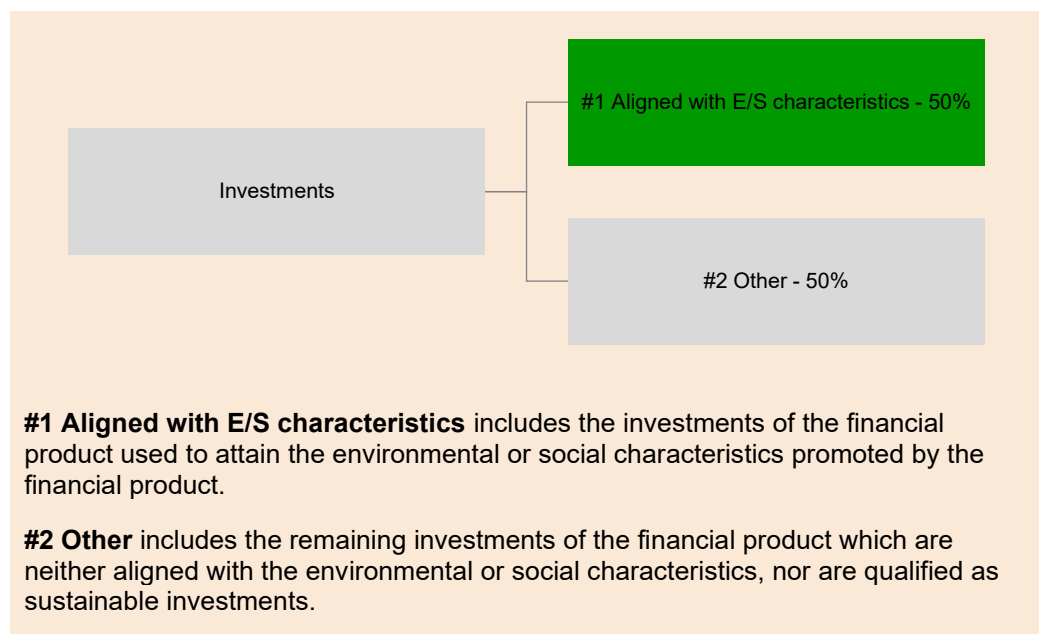 #1 Aligned with E/S characteristics - 50%
Investments
#2 Other - 50%
#1 Aligned with E/S characteristics includes the investments of the financial
product used to attain the environmental or social characteristics promoted by the
financial product.
#2 Other includes the remaining investments of the financial product which are
neither aligned with the environmental or social characteristics, nor are qualified as
sustainable investments.